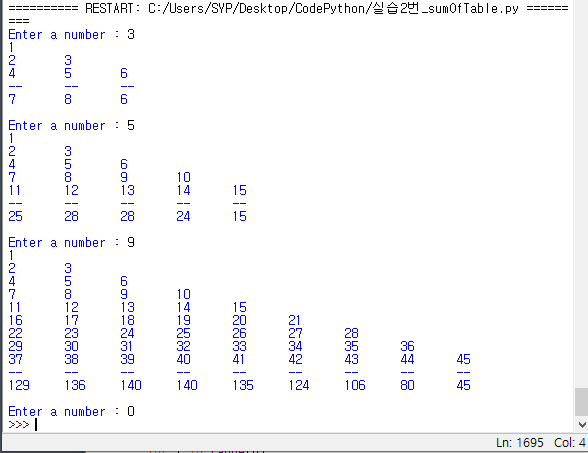 ========== RESTART: C:/Users/SYP/Desktop/CodePython/실습2번_sumOfTable.py ======
===
Enter a number : 3
1
2 3
4 5 6
-- -- --
7 8 6
Enter a number : 5
1
2 3
4 5 6
7 8 9 10
11 12 13 14 15
-- -- -- -- --
25 28 28 24 15
Enter a number : 9
1
2 3
4 5 6
7 8 9 10
11 12 13 14 15
16 17 18 19 20 21
22 23 24 25 26 27 28
29 30 31 32 33 34 35 36
37 38 39 40 41 42 43 44 45
-- -- -- -- -- -- -- -- --
129 136 140 140 135 124 106 80 45
Enter a number : 0
>>>
Ln: 1695 Col: 4